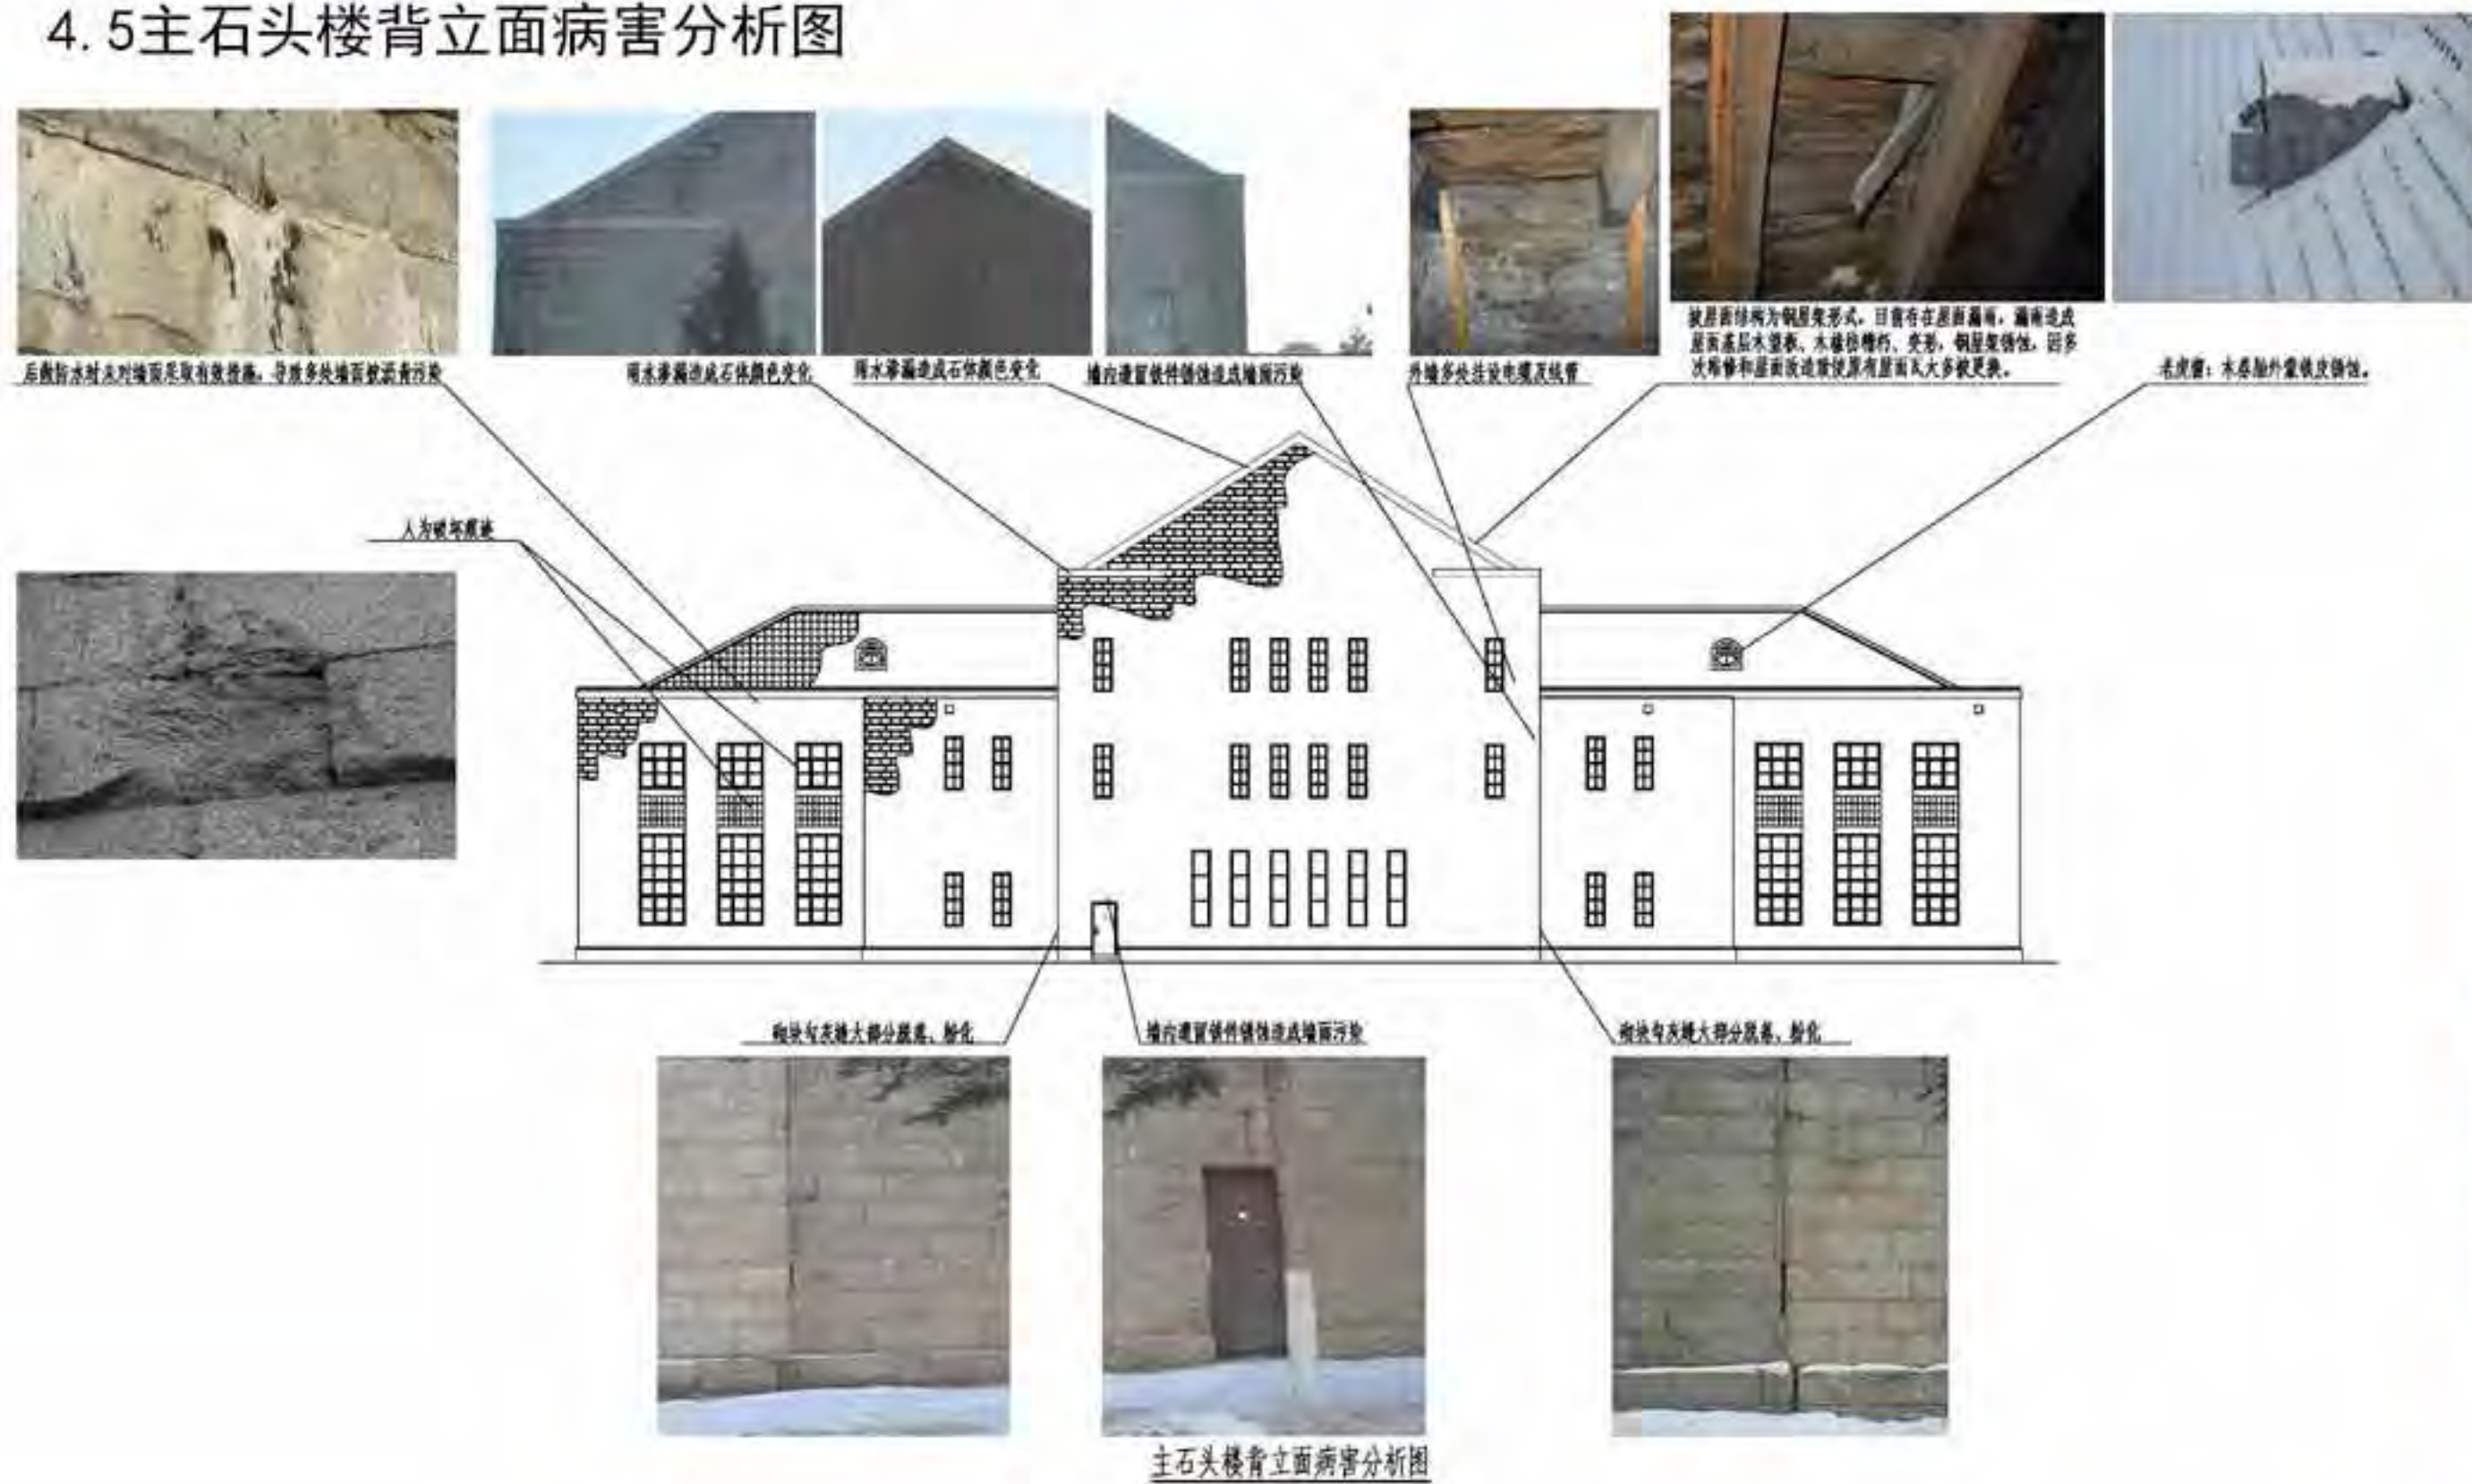 4.5主石头楼背立面病害分析图
后做防水时未对墙面采取有效措施，导致多处墙面被沥青污染
雨水渗漏造成石体颜色变化
雨水渗漏造成石体颜色变化
墙内遗留铁件锈蚀造成墙面污染
外墙多处挂设电缆及线管
坡屋面结构为钢屋架形式，目前存在屋面漏雨，漏雨造成
屋面基层木望板、木檩条糟朽、变形，钢屋架锈蚀，因多
次维修和屋面改造致使原有屋面瓦大多被更换。
老虎窗：木基胎外蒙铁皮锈蚀。
人为破坏痕迹
砌块勾灰缝大部分脱落、粉化
墙内遗留铁件锈蚀造成墙面污染
砌块勾灰缝大部分脱落、粉化
主石头楼背立面病害分析图